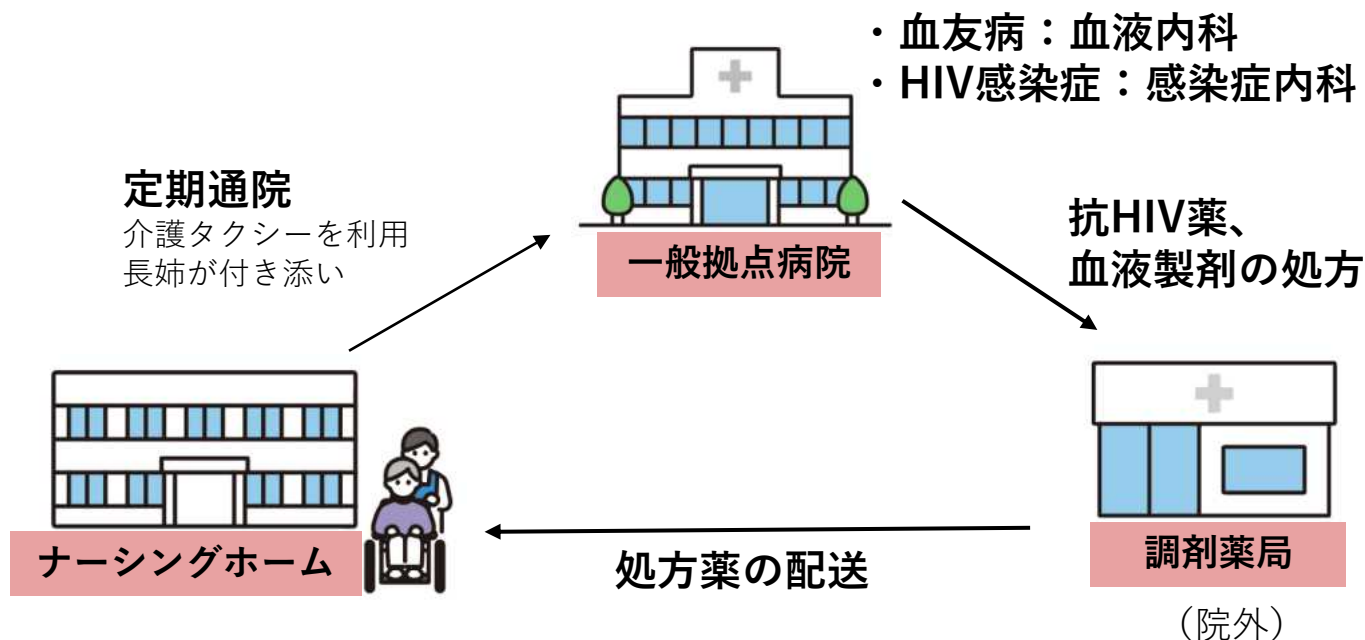 ・血友病：血液内科
・HIV感染症：感染症内科
定期通院
介護タクシーを利用
長姉が付き添い
一般拠点病院
抗HIV薬、
血液製剤の処方
ナーシングホーム
処方薬の配送
調剤薬局
（院外）